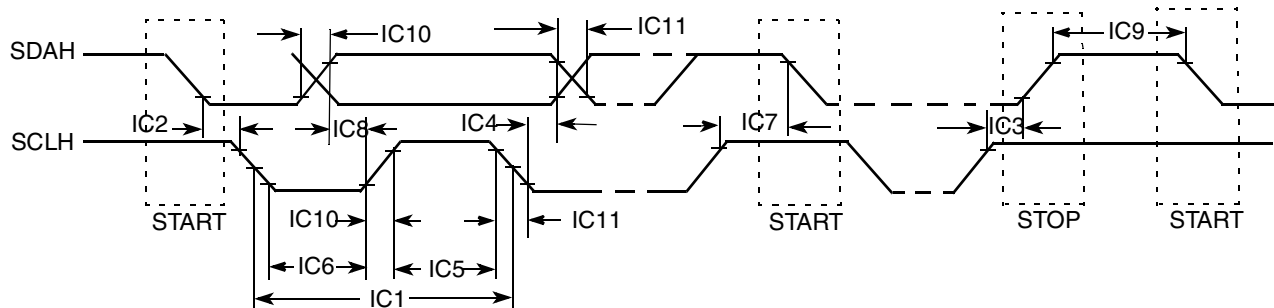 IC10 IC11 IC9
SDAH
IC2 IC8 IC4 IC7 IC3
SCLH
START IC10 IC11 START STOP START
IC6 IC5
IC1